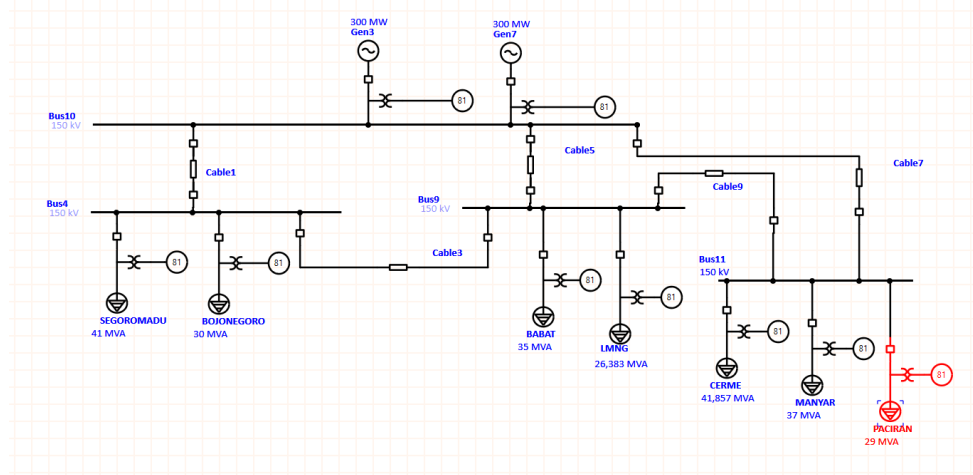 300 MW
Gen3
300 MW
Gen7
81
81
Bus10
150 kV
Cable1
Cable5
Cable7
Cable9
Bus4
150 kV
Bus9
150 kV
Cable3
Bus11
150 kV
81
81
81
81
81
81
81
SEGOROMADU
41 MVA
BOJONEGORO
30 MVA
BABAT
35 MVA
LMNG
26,383 MVA
CERME
41,857 MVA
MANYAR
37 MVA
PACIRAN
29 MVA